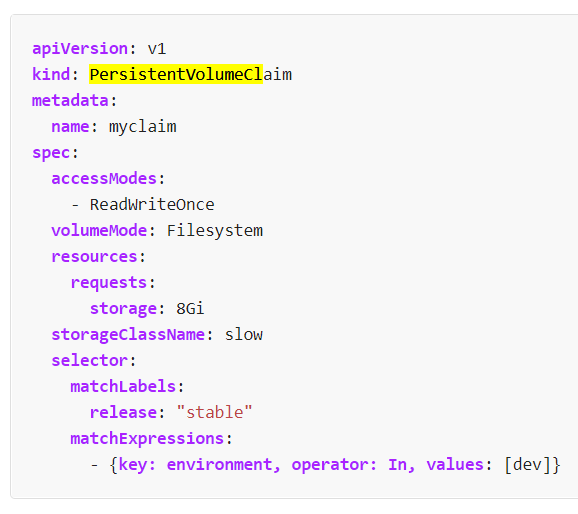 apiVersion: v1
kind: PersistentVolumeClaim
metadata:
  name: myclaim
spec:
  accessModes:
    - ReadWriteOnce
  volumeMode: Filesystem
  resources:
    requests:
      storage: 8Gi
  storageClassName: slow
  selector:
    matchLabels:
      release: "stable"
    matchExpressions:
      - {key: environment, operator: In, values: [dev]}